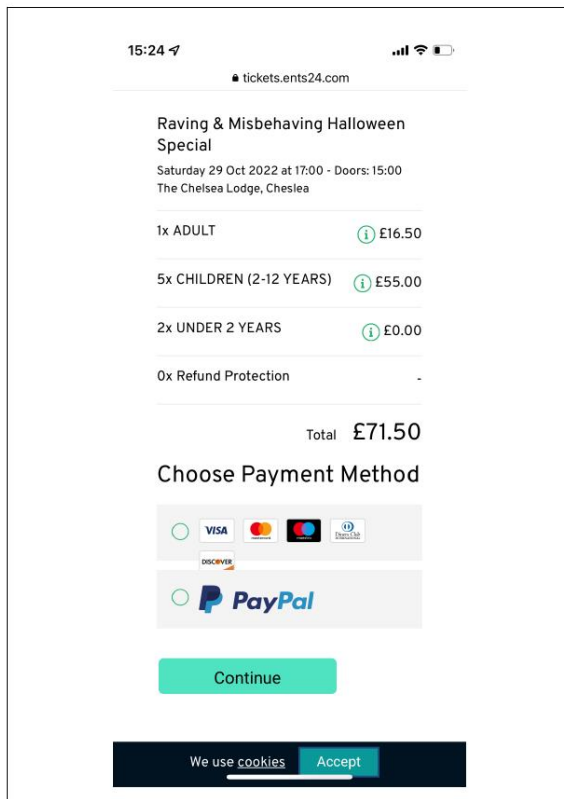 15:24
tickets.ents24.com
Raving & Misbehaving Halloween
Special
Saturday 29 Oct 2022 at 17:00 - Doors: 15:00
The Chelsea Lodge, Cheslea
1x ADULT i £16.50
5x CHILDREN (2-12 YEARS) i £55.00
2x UNDER 2 YEARS i £0.00
0x Refund Protection -
Total £71.50
Choose Payment Method
VISA Diners Club
DISCOVER
PayPal
Continue
We use cookies Accept